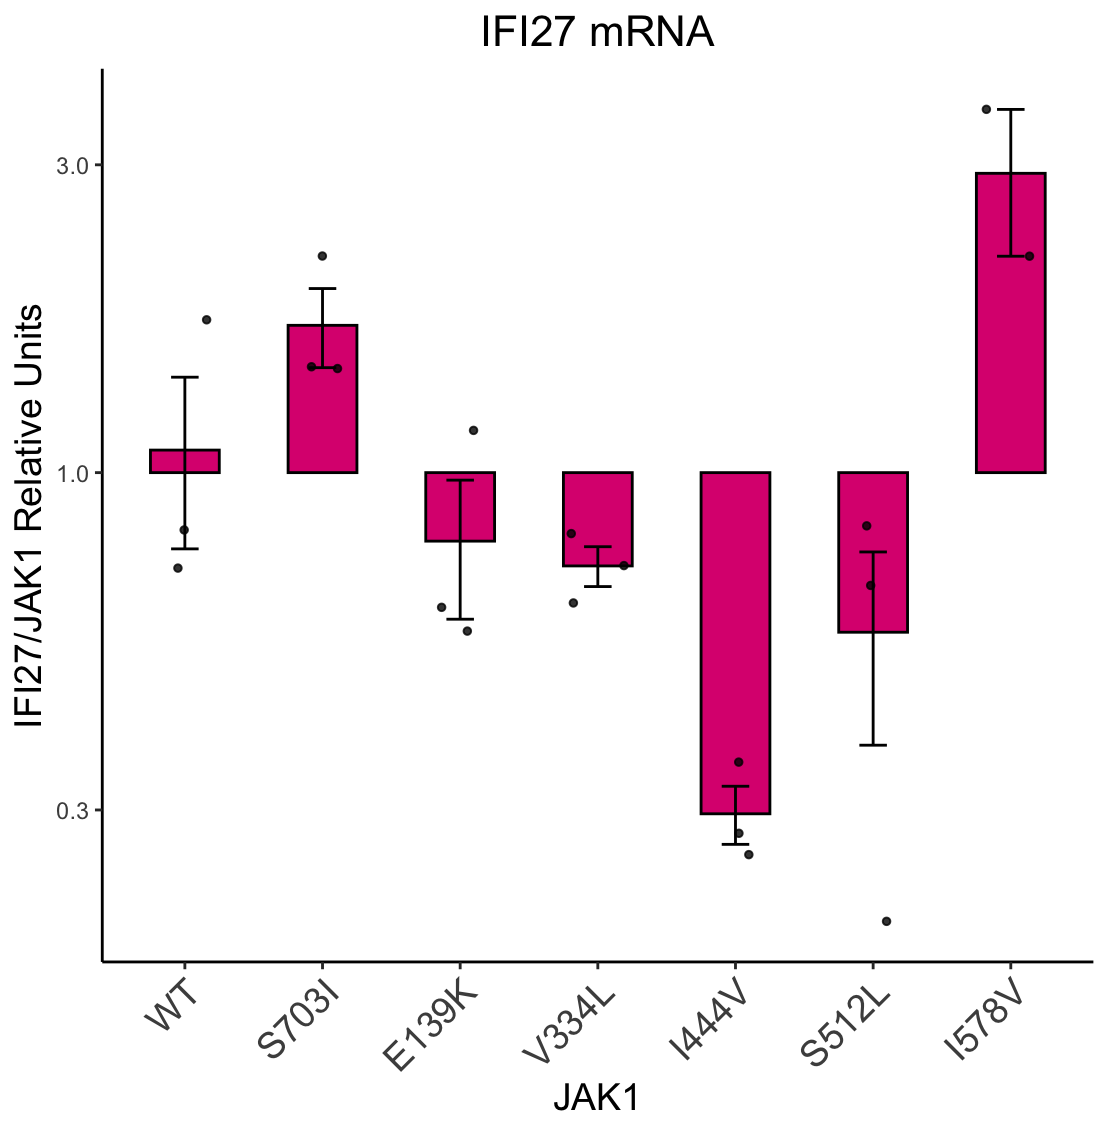 IFI27 mRNA
IFI27/JAK1 Relative Units
3.0
1.0
0.3
WT
S703I
E139K
V334L
I444V
S512L
I578V
JAK1